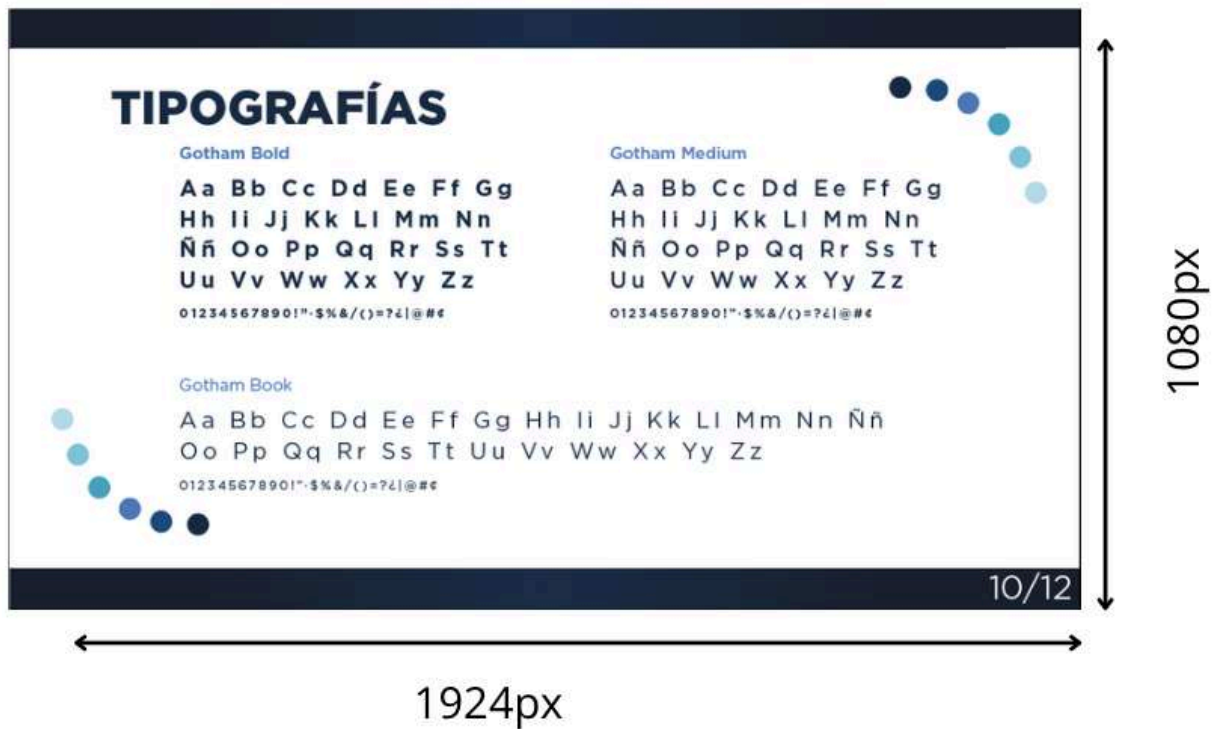 TIPOGRAFÍAS
Gotham Bold
Aa Bb Cc Dd Ee Ff Gg
Hh Ii Jj Kk Ll Mm Nn
Ññ Oo Pp Qq Rr Ss Tt
Uu Vv Ww Xx Yy Zz
01234567890!"·$%&/()=?¿|@#¢
Gotham Medium
Aa Bb Cc Dd Ee Ff Gg
Hh Ii Jj Kk Ll Mm Nn
Ññ Oo Pp Qq Rr Ss Tt
Uu Vv Ww Xx Yy Zz
01234567890!"·$%&/()=?¿|@#¢
Gotham Book
Aa Bb Cc Dd Ee Ff Gg Hh Ii Jj Kk Ll Mm Nn Ññ
Oo Pp Qq Rr Ss Tt Uu Vv Ww Xx Yy Zz
01234567890!"·$%&/()=?¿|@#¢
10/12
1080px
1924px